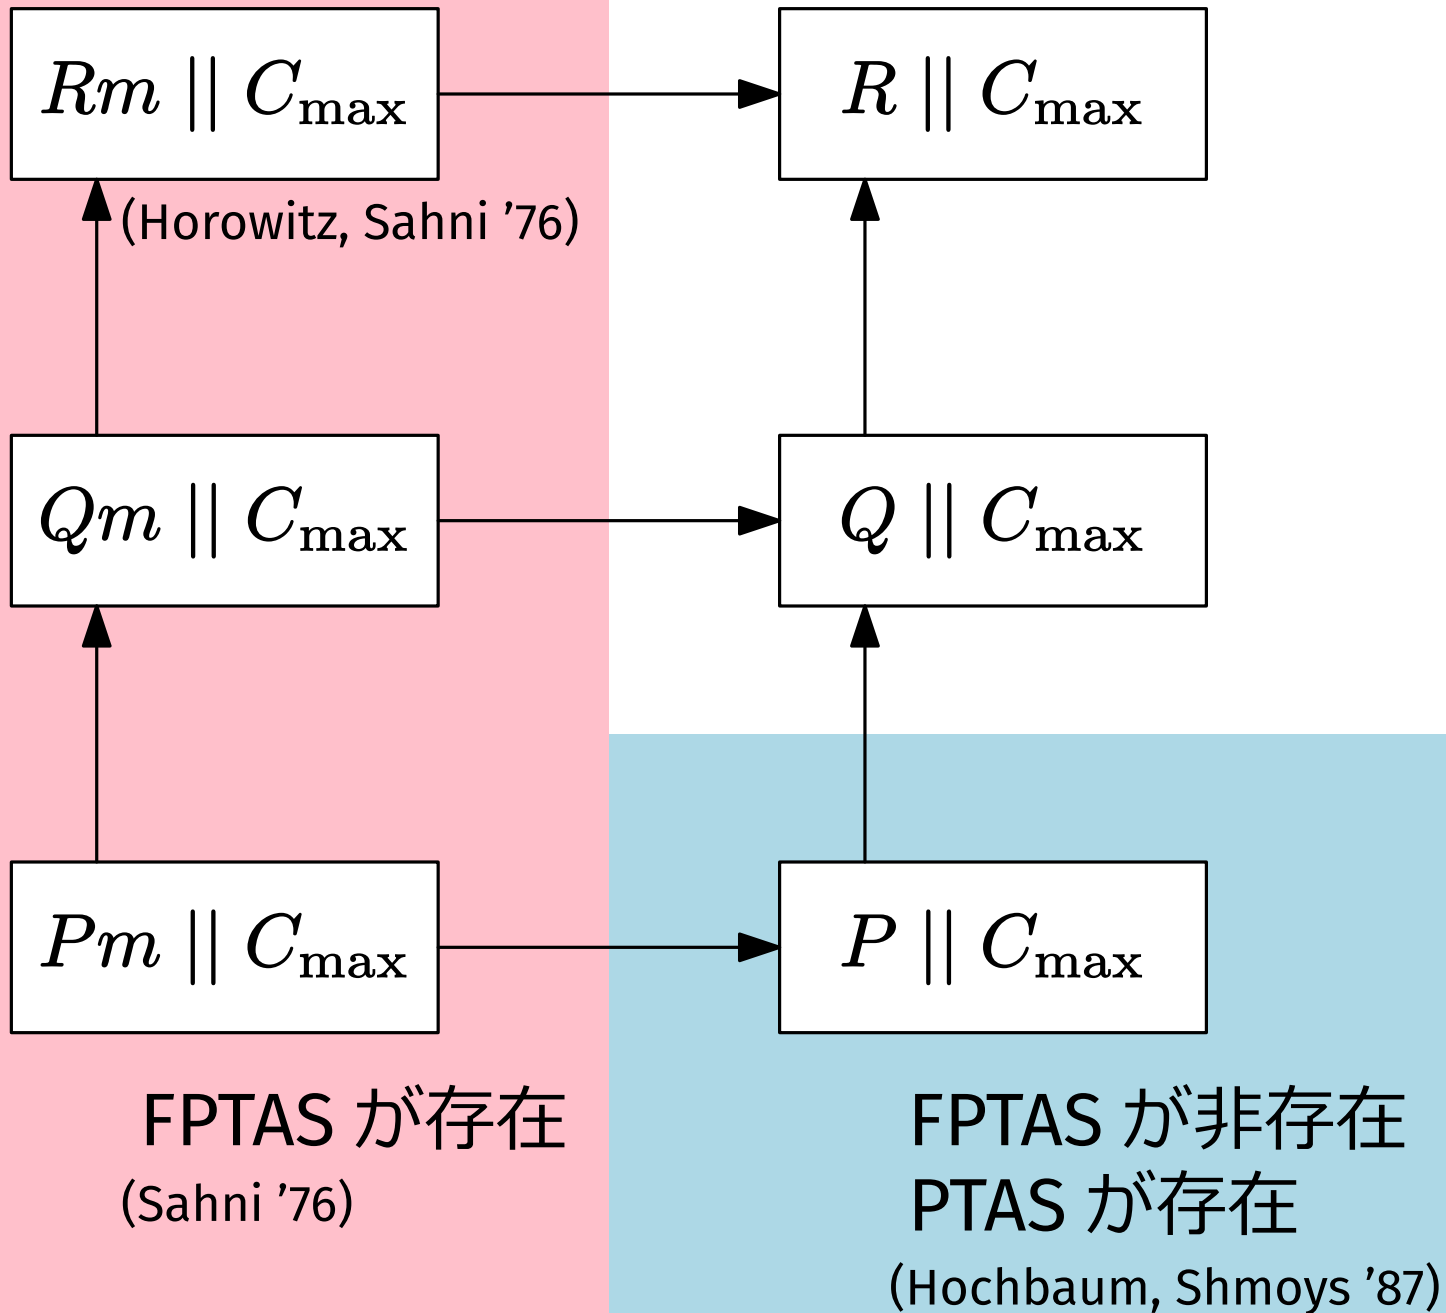 Rm || Cmax
R || Cmax
(Horowitz, Sahni ’76)
Qm || Cmax
Q || Cmax
Pm || Cmax
P || Cmax
FPTAS が存在
(Sahni ’76)
FPTAS が非存在
PTAS が存在
(Hochbaum, Shmoys ’87)